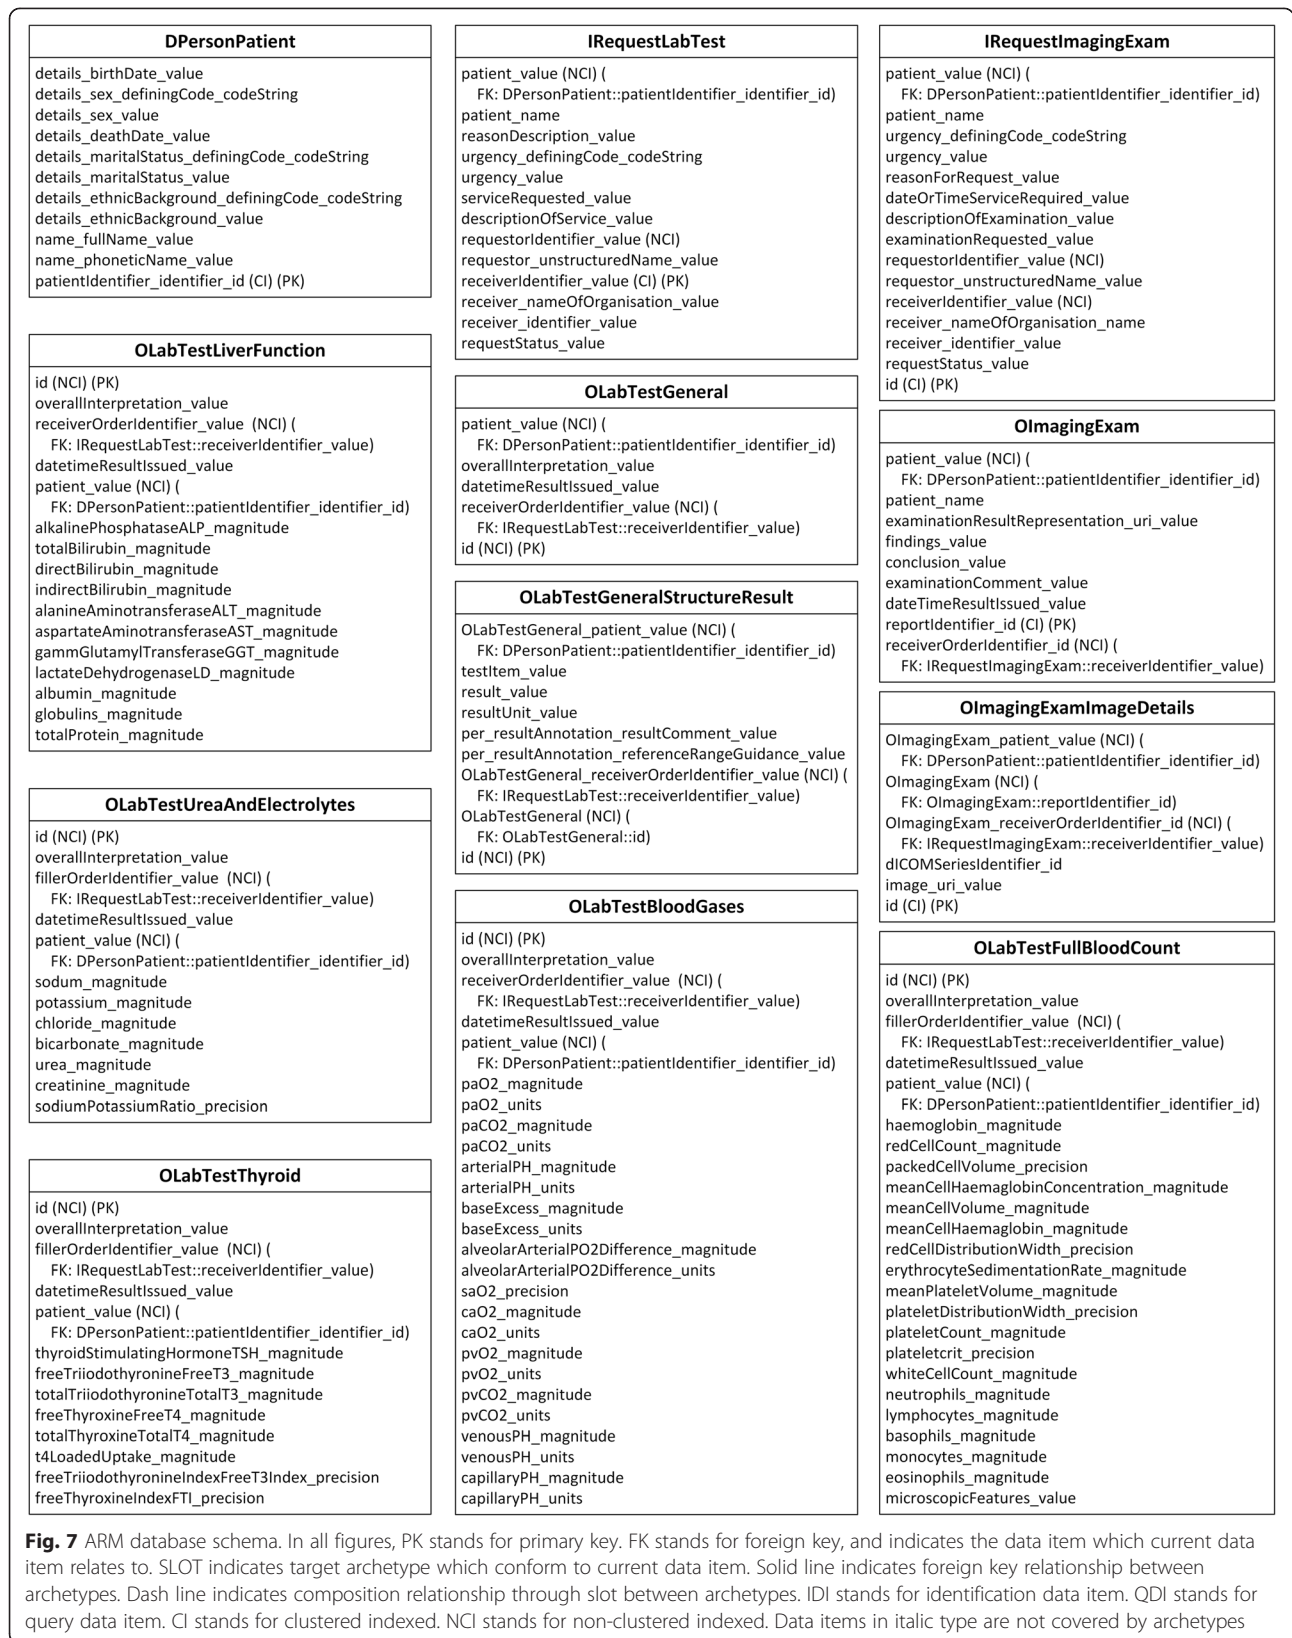 DPersonPatient
details_birthDate_value
details_sex_definingCode_codeString
details_sex_value
details_deathDate_value
details_maritalStatus_definingCode_codeString
details_maritalStatus_value
details_ethnicBackground_definingCode_codeString
details_ethnicBackground_value
name_fullName_value
name_phoneticName_value
patientIdentifier_identifier_id (CI) (PK)
OLabTestLiverFunction
id (NCI) (PK)
overallInterpretation_value
receiverOrderIdentifier_value (NCI) (
FK: IRequestLabTest::receiverIdentifier_value)
datetimeResultIssued_value
patient_value (NCI) (
FK: DPersonPatient::patientIdentifier_identifier_id)
alkalinePhosphataseALP_magnitude
totalBilirubin_magnitude
directBilirubin_magnitude
indirectBilirubin_magnitude
alanineAminotransferaseALT_magnitude
aspartateAminotransferaseAST_magnitude
gammGlutamylTransferaseGGT_magnitude
lactateDehydrogenaseLD_magnitude
albumin_magnitude
globulins_magnitude
totalProtein_magnitude
OLabTestUreaAndElectrolytes
id (NCI) (PK)
overallInterpretation_value
fillerOrderIdentifier_value (NCI) (
FK: IRequestLabTest::receiverIdentifier_value)
datetimeResultIssued_value
patient_value (NCI) (
FK: DPersonPatient::patientIdentifier_identifier_id)
sodum_magnitude
potassium_magnitude
chloride_magnitude
bicarbonate_magnitude
urea_magnitude
creatinine_magnitude
sodiumPotassiumRatio_precision
OLabTestThyroid
id (NCI) (PK)
overallInterpretation_value
fillerOrderIdentifier_value (NCI) (
FK: IRequestLabTest::receiverIdentifier_value)
datetimeResultIssued_value
patient_value (NCI) (
FK: DPersonPatient::patientIdentifier_identifier_id)
thyroidStimulatingHormoneTSH_magnitude
freeTriiodothyronineFreeT3_magnitude
totalTriiodothyronineTotalT3_magnitude
freeThyroxineFreeT4_magnitude
totalThyroxineTotalT4_magnitude
t4LoadedUptake_magnitude
freeTriiodothyronineIndexFreeT3Index_precision
freeThyroxineIndexFTI_precision
IRequestLabTest
patient_value (NCI) (
FK: DPersonPatient::patientIdentifier_identifier_id)
patient_name
reasonDescription_value
urgency_definingCode_codeString
urgency_value
serviceRequested_value
descriptionOfService_value
requestorIdentifier_value (NCI)
requestor_unstructuredName_value
receiverIdentifier_value (CI) (PK)
receiver_nameOfOrganisation_value
receiver_identifier_value
requestStatus_value
OLabTestGeneral
patient_value (NCI) (
FK: DPersonPatient::patientIdentifier_identifier_id)
overallInterpretation_value
datetimeResultIssued_value
receiverOrderIdentifier_value (NCI) (
FK: IRequestLabTest::receiverIdentifier_value)
id (NCI) (PK)
OLabTestGeneralStructureResult
OLabTestGeneral_patient_value (NCI) (
FK: DPersonPatient::patientIdentifier_identifier_id)
testItem_value
result_value
resultUnit_value
per_resultAnnotation_resultComment_value
per_resultAnnotation_referenceRangeGuidance_value
OLabTestGeneral_receiverOrderIdentifier_value (NCI) (
FK: IRequestLabTest::receiverIdentifier_value)
OLabTestGeneral (NCI) (
FK: OLabTestGeneral::id)
id (NCI) (PK)
OLabTestBloodGases
id (NCI) (PK)
overallInterpretation_value
receiverOrderIdentifier_value (NCI) (
FK: IRequestLabTest::receiverIdentifier_value)
datetimeResultIssued_value
patient_value (NCI) (
FK: DPersonPatient::patientIdentifier_identifier_id)
paO2_magnitude
paO2_units
paCO2_magnitude
paCO2_units
arterialPH_magnitude
arterialPH_units
baseExcess_magnitude
baseExcess_units
alveolarArterialPO2Difference_magnitude
alveolarArterialPO2Difference_units
saO2_precision
caO2_magnitude
caO2_units
pvO2_magnitude
pvO2_units
pvCO2_magnitude
pvCO2_units
venousPH_magnitude
venousPH_units
capillaryPH_magnitude
capillaryPH_units
IRequestImagingExam
patient_value (NCI) (
FK: DPersonPatient::patientIdentifier_identifier_id)
patient_name
urgency_definingCode_codeString
urgency_value
reasonForRequest_value
dateOrTimeServiceRequired_value
descriptionOfExamination_value
examinationRequested_value
requestorIdentifier_value (NCI)
requestor_unstructuredName_value
receiverIdentifier_value (NCI)
receiver_nameOfOrganisation_name
receiver_identifier_value
requestStatus_value
id (CI) (PK)
OImagingExam
patient_value (NCI) (
FK: DPersonPatient::patientIdentifier_identifier_id)
patient_name
examinationResultRepresentation_uri_value
findings_value
conclusion_value
examinationComment_value
dateTimeResultIssued_value
reportIdentifier_id (CI) (PK)
receiverOrderIdentifier_id (NCI) (
FK: IRequestImagingExam::receiverIdentifier_value)
OImagingExamImageDetails
OImagingExam_patient_value (NCI) (
FK: DPersonPatient::patientIdentifier_identifier_id)
OImagingExam (NCI) (
FK: OImagingExam::reportIdentifier_id)
OImagingExam_receiverOrderIdentifier_id (NCI) (
FK: IRequestImagingExam::receiverIdentifier_value)
dICOMSeriesIdentifier_id
image_uri_value
id (CI) (PK)
OLabTestFullBloodCount
id (NCI) (PK)
overallInterpretation_value
fillerOrderIdentifier_value (NCI) (
FK: IRequestLabTest::receiverIdentifier_value)
datetimeResultIssued_value
patient_value (NCI) (
FK: DPersonPatient::patientIdentifier_identifier_id)
haemoglobin_magnitude
redCellCount_magnitude
packedCellVolume_precision
meanCellHaemaglobinConcentration_magnitude
meanCellVolume_magnitude
meanCellHaemaglobin_magnitude
redCellDistributionWidth_precision
erythrocyteSedimentationRate_magnitude
meanPlateletVolume_magnitude
plateletDistributionWidth_precision
plateletCount_magnitude
plateletcrit_precision
whiteCellCount_magnitude
neutrophils_magnitude
lymphocytes_magnitude
basophils_magnitude
monocytes_magnitude
eosinophils_magnitude
microscopicFeatures_value
Fig. 7 ARM database schema. In all figures, PK stands for primary key. FK stands for foreign key, and indicates the data item which current data
item relates to. SLOT indicates target archetype which conform to current data item. Solid line indicates foreign key relationship between
archetypes. Dash line indicates composition relationship through slot between archetypes. IDI stands for identification data item. QDI stands for
query data item. CI stands for clustered indexed. NCI stands for non-clustered indexed. Data items in italic type are not covered by archetypes